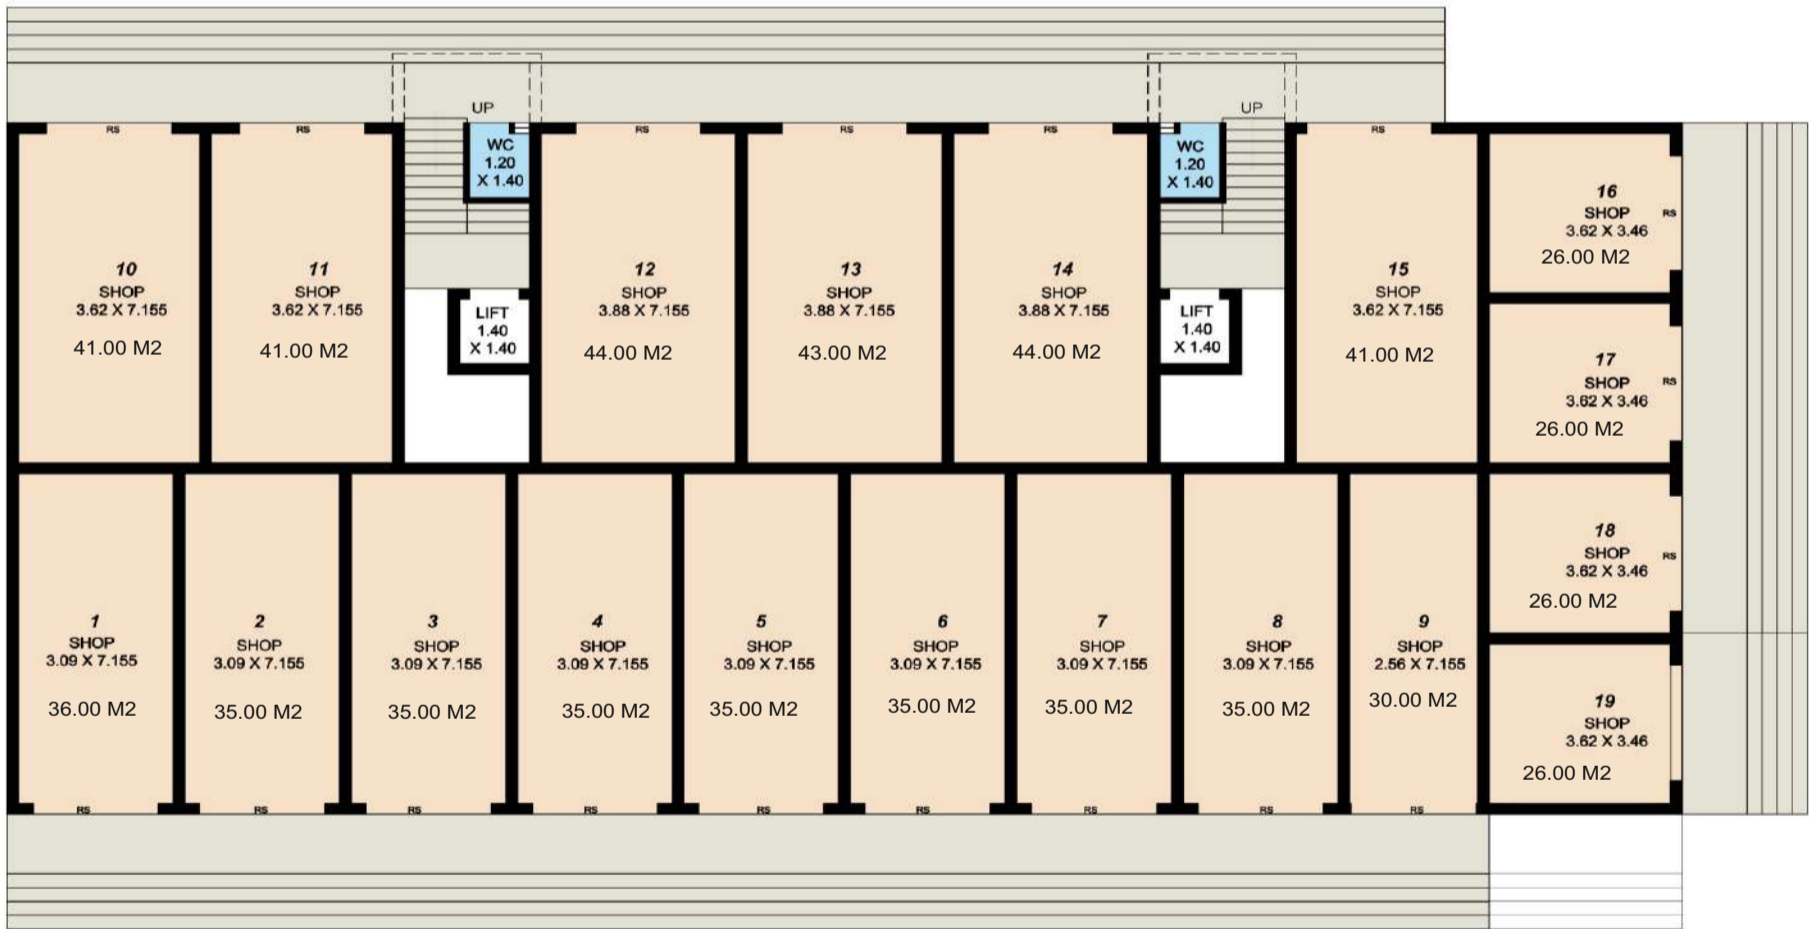 UP
UP
RS
RS
RS
RS
RS
RS
WC
1.20
X 1.40
WC
1.20
X 1.40
10
SHOP
3.62 X 7.155
41.00 M2
11
SHOP
3.62 X 7.155
41.00 M2
LIFT
1.40
X 1.40
12
SHOP
3.88 X 7.155
44.00 M2
13
SHOP
3.88 X 7.155
43.00 M2
14
SHOP
3.88 X 7.155
44.00 M2
LIFT
1.40
X 1.40
15
SHOP
3.62 X 7.155
41.00 M2
16
SHOP
3.62 X 3.46
26.00 M2
RS
17
SHOP
3.62 X 3.46
26.00 M2
RS
18
SHOP
3.62 X 3.46
26.00 M2
RS
19
SHOP
3.62 X 3.46
26.00 M2
1
SHOP
3.09 X 7.155
36.00 M2
2
SHOP
3.09 X 7.155
35.00 M2
3
SHOP
3.09 X 7.155
35.00 M2
4
SHOP
3.09 X 7.155
35.00 M2
5
SHOP
3.09 X 7.155
35.00 M2
6
SHOP
3.09 X 7.155
35.00 M2
7
SHOP
3.09 X 7.155
35.00 M2
8
SHOP
3.09 X 7.155
35.00 M2
9
SHOP
2.56 X 7.155
30.00 M2
RS
RS
RS
RS
RS
RS
RS
RS
RS